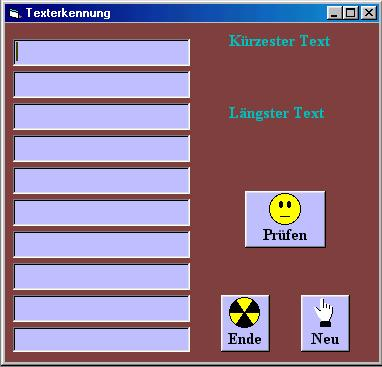 Texterkennung
Kürzester Text
Längster Text
Prüfen
Ende
Neu